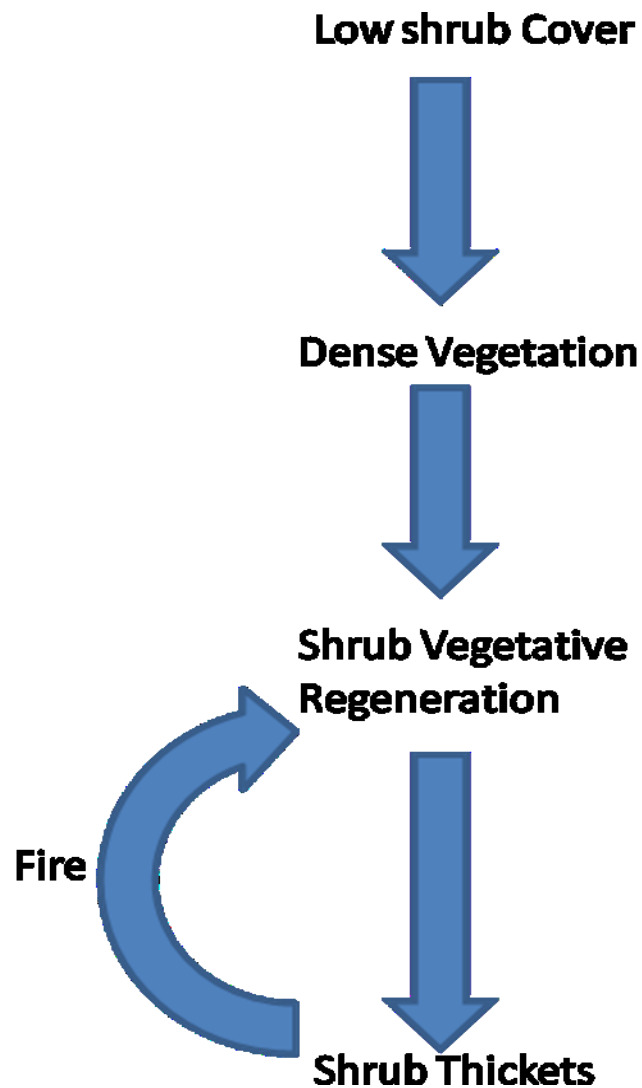 Low shrub Cover
Dense Vegetation
Shrub Vegetative
Regeneration
Fire
Shrub Thickets